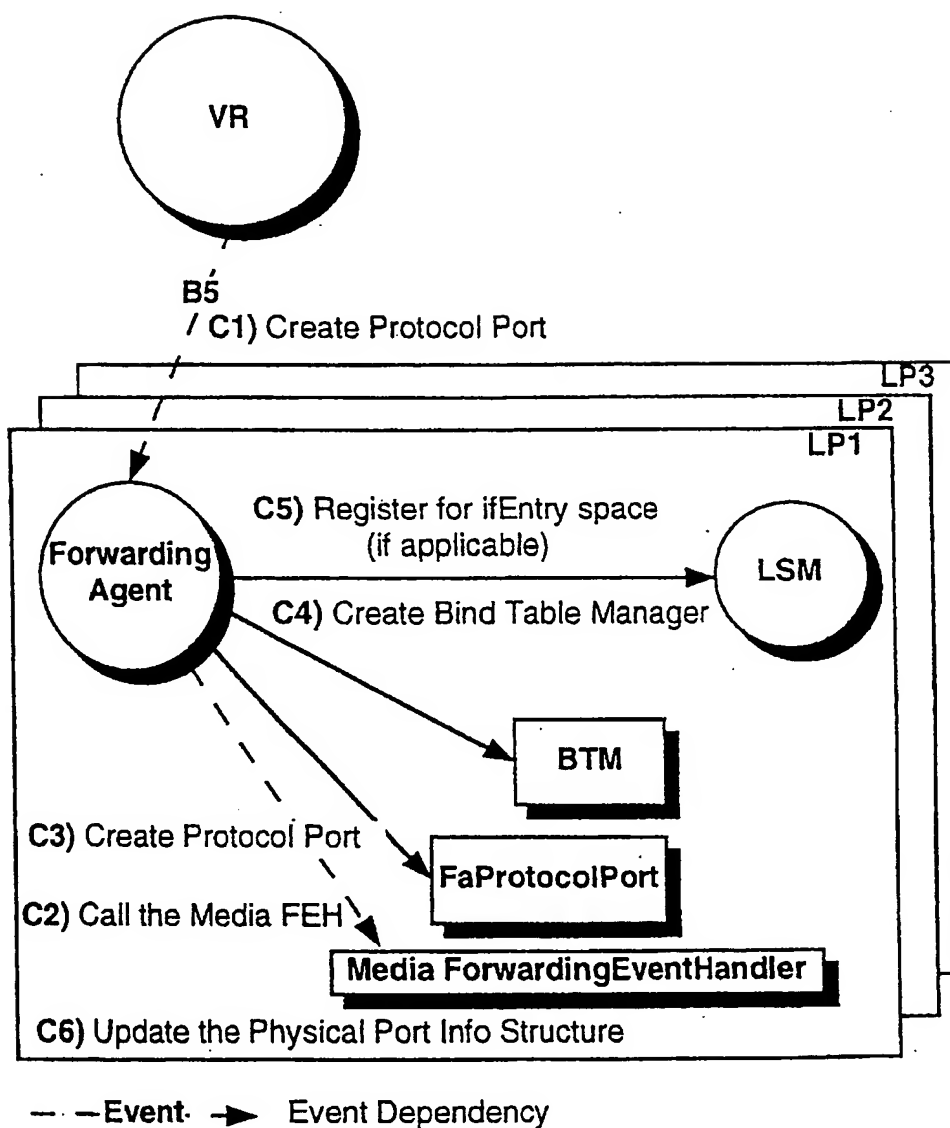 VR
B5
C1) Create Protocol Port
LP3
LP2
LP1
C5) Register for ifEntry space
(if applicable)
Forwarding
Agent
LSM
C4) Create Bind Table Manager
BTM
C3) Create Protocol Port
FaProtocolPort
C2) Call the Media FEH
Media ForwardingEventHandler
C6) Update the Physical Port Info Structure
Event Event Dependency